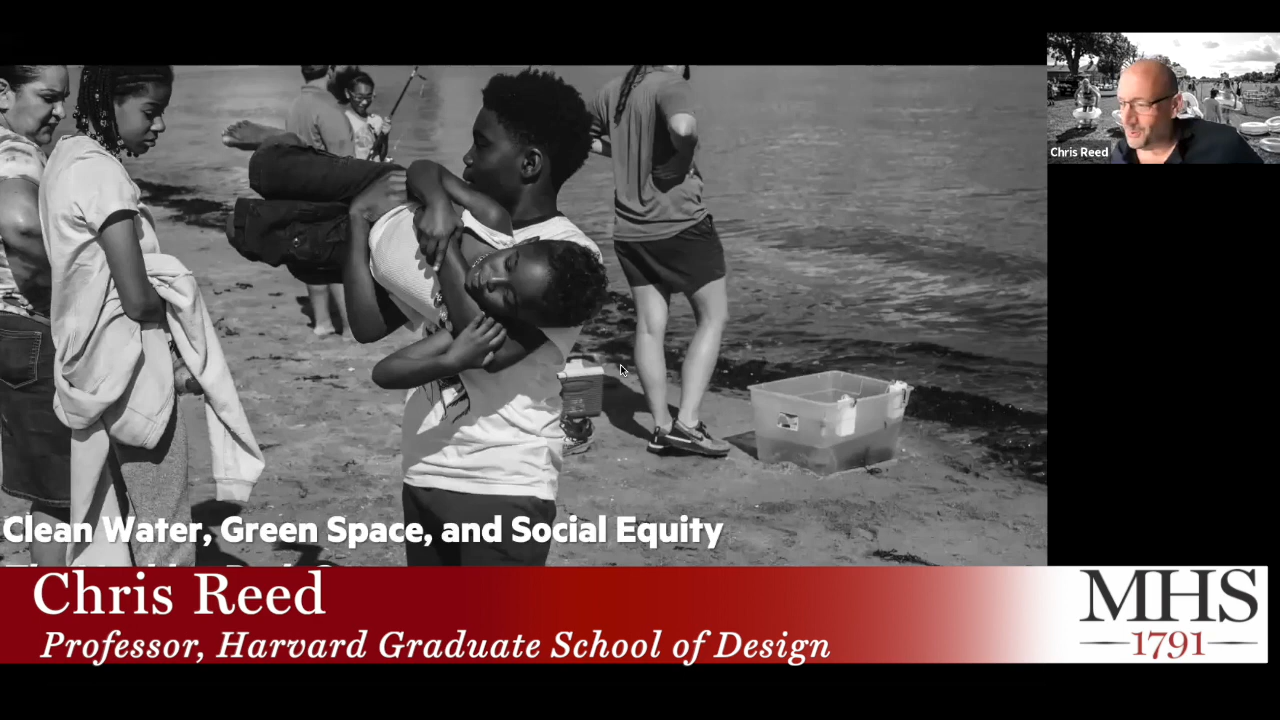 Chris Reed
Clean Water, Green Space, and Social Equity
Chris Reed
Professor, Harvard Graduate School of Design
MHS
1791